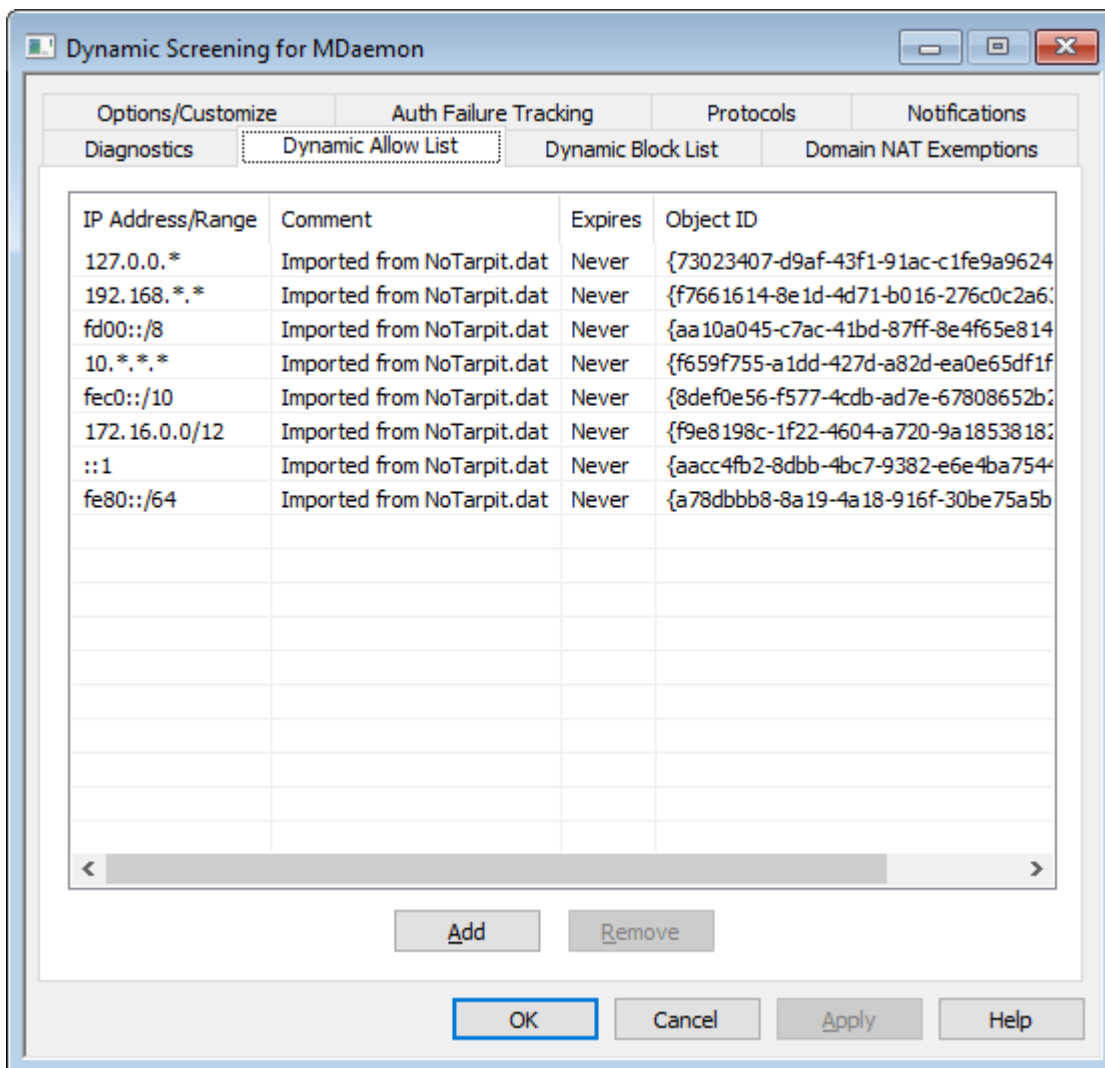 Dynamic Screening for MDaemon
Options/Customize Auth Failure Tracking Protocols Notifications
Diagnostics Dynamic Allow List Dynamic Block List Domain NAT Exemptions
IP Address/Range Comment Expires Object ID
127.0.0.* Imported from NoTarpit.dat Never {73023407-d9af-43f1-91ac-c1fe9a9624
192.168.*.* Imported from NoTarpit.dat Never {f7661614-8e1d-4d71-b016-276c0c2a63
fd00::/8 Imported from NoTarpit.dat Never {aa10a045-c7ac-41bd-87ff-8e4f65e814
10.*.*.* Imported from NoTarpit.dat Never {f659f755-a1dd-427d-a82d-ea0e65df1f
fec0::/10 Imported from NoTarpit.dat Never {8def0e56-f577-4cdb-ad7e-67808652b2
172.16.0.0/12 Imported from NoTarpit.dat Never {f9e8198c-1f22-4604-a720-9a18538182
::1 Imported from NoTarpit.dat Never {aacc4fb2-8dbb-4bc7-9382-e6e4ba7544
fe80::/64 Imported from NoTarpit.dat Never {a78dbbb8-8a19-4a18-916f-30be75a5b
Add Remove
OK Cancel Apply Help